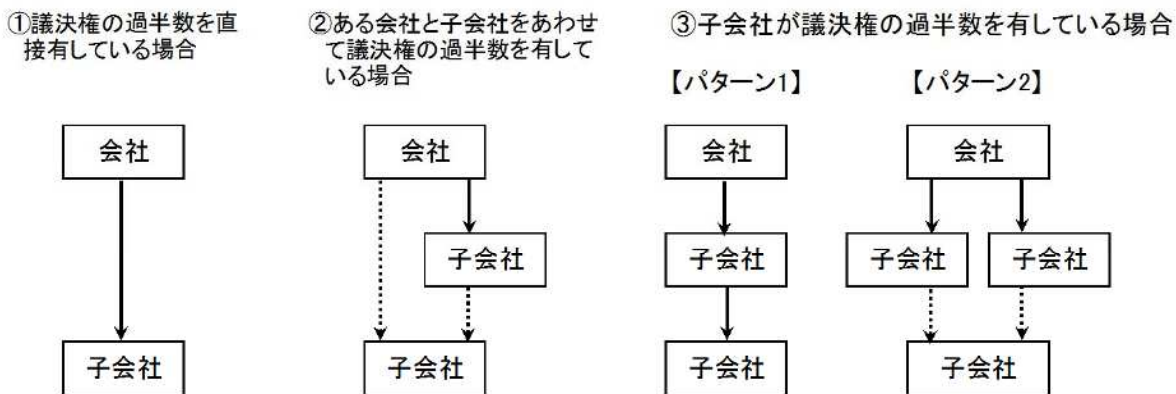 ①議決権の過半数を直
接有している場合
②ある会社と子会社をあわせ
て議決権の過半数を有して
いる場合
③子会社が議決権の過半数を有している場合
【パターン1】
【パターン2】
会社
会社
会社
会社
子会社
子会社
子会社
子会社
子会社
子会社
子会社
子会社